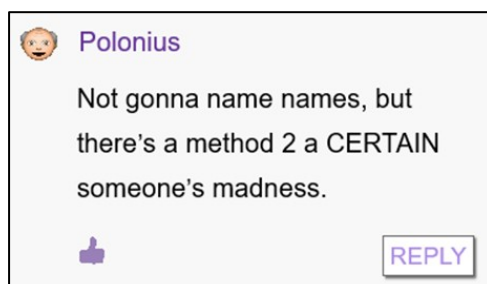 Polonius
Not gonna name names, but
there’s a method 2 a CERTAIN
someone’s madness.
REPLY